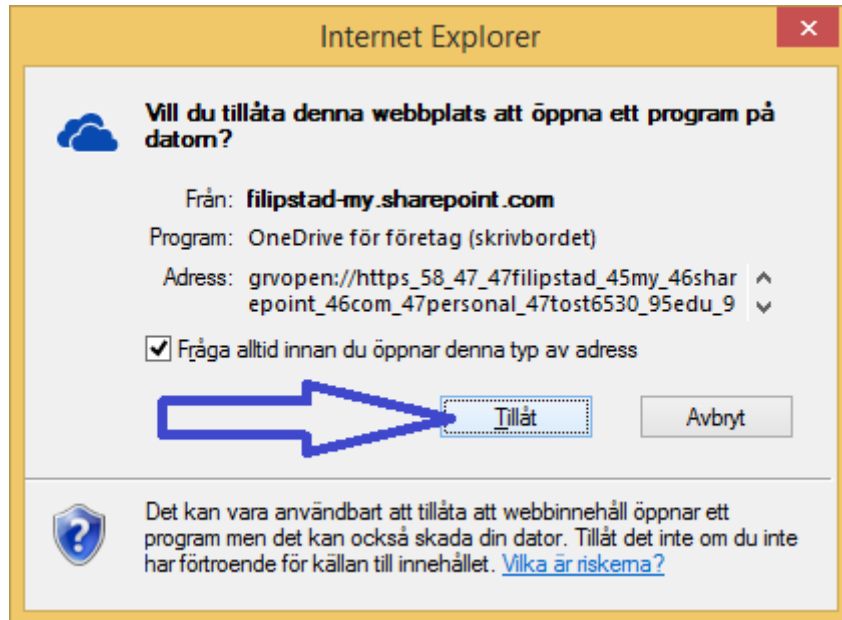 Internet Explorer
Vill du tillåta denna webbplats att öppna ett program på
datorn?
Från: filipstad-my.sharepoint.com
Program: OneDrive för företag (skrivbordet)
Adress: grvopen://https_58_47_47filipstad_45my_46shar
epoint_46com_47personal_47tost6530_95edu_9
Fråga alltid innan du öppnar denna typ av adress
Tillåt Avbryt
Det kan vara användbart att tillåta att webbinnehåll öppnar ett
program men det kan också skada din dator. Tillåt det inte om du inte
har förtroende för källan till innehållet. Vilka är riskerna?